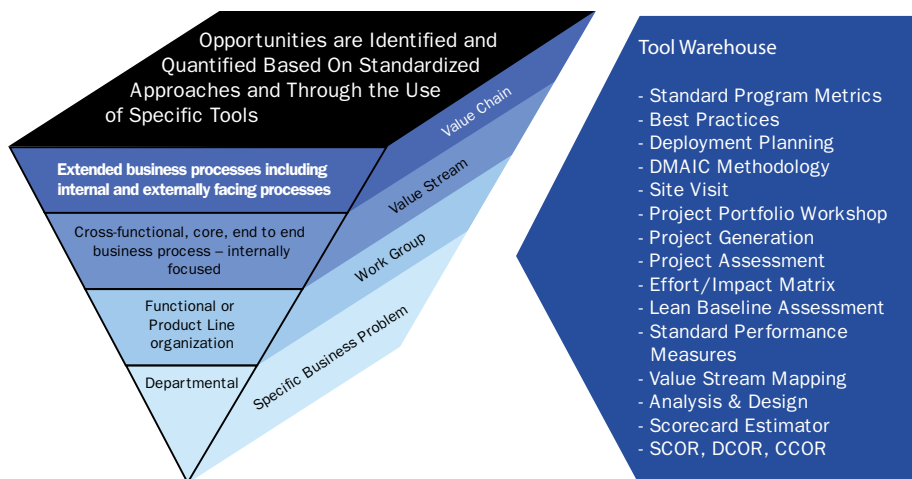 Opportunities are Identified and
Quantified Based On Standardized
Approaches and Through the Use
of Specific Tools
Extended business processes including
internal and externally facing processes
Value Chain
Cross-functional, core, end to end
business process – internally
focused
Value Stream
Functional or
Product Line
organization
Work Group
Departmental
Specific Business Problem
Tool Warehouse
- Standard Program Metrics
- Best Practices
- Deployment Planning
- DMAIC Methodology
- Site Visit
- Project Portfolio Workshop
- Project Generation
- Project Assessment
- Effort/Impact Matrix
- Lean Baseline Assessment
- Standard Performance
Measures
- Value Stream Mapping
- Analysis & Design
- Scorecard Estimator
- SCOR, DCOR, CCOR